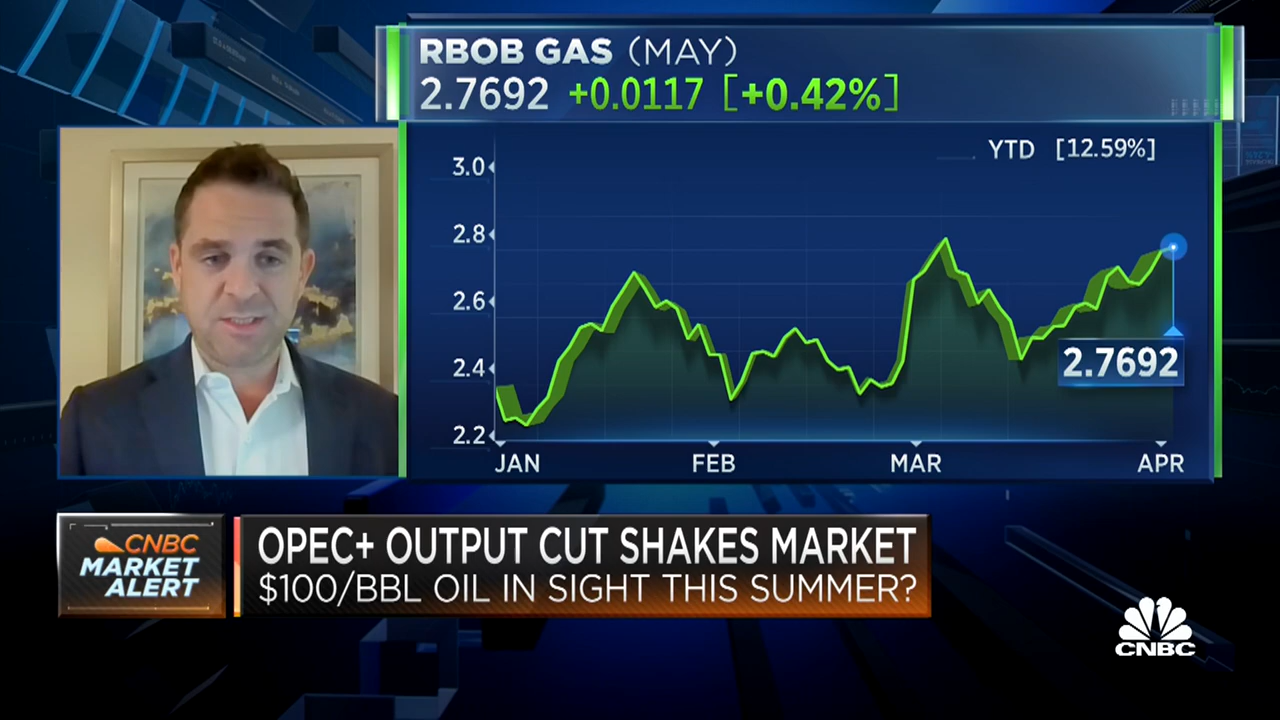 RBOB GAS (MAY)
2.7692 +0.0117 [+0.42%]
YTD [12.59%]
3.0
2.8
2.6
2.4
2.2
2.7692
JAN FEB MAR APR
CNBC
MARKET
ALERT
OPEC+ OUTPUT CUT SHAKES MARKET
$100/BBL OIL IN SIGHT THIS SUMMER?
CNBC